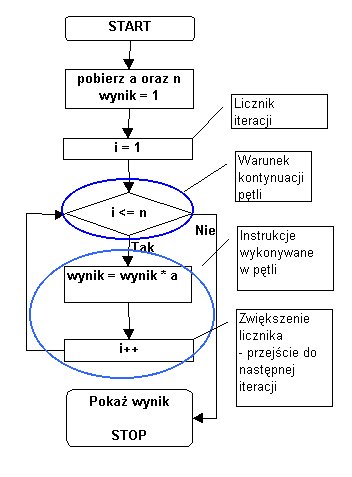 START
pobierz a oraz n
wynik = 1
Licznik
iteracji
i = 1
Warunek
kontynuacji
pętli
i <= n
Nie
Tak
Instrukcje
wykonywane
w pętli
wynik = wynik * a
Zwiększenie
licznika
- przejście do
następnej
iteracji
i++
Pokaż wynik
STOP